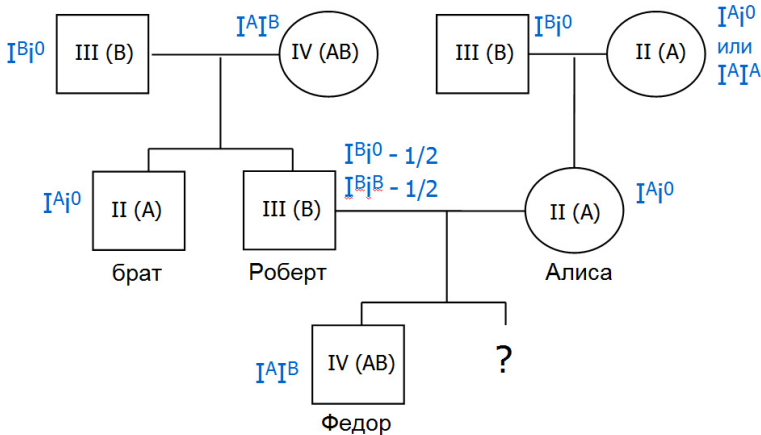 IᴬIᴮ
IᴮI⁰
Iᴬi⁰
или
IᴬIᴬ
Iᴮi⁰
III (B)
IV (AB)
III (B)
II (A)
Iᴮi⁰ - 1/2
Iᴮiᴮ - 1/2
Iᴬi⁰
II (A)
III (B)
II (A)
Iᴬi⁰
брат
Роберт
Алиса
IᴬIᴮ
IV (AB)
?
Федор